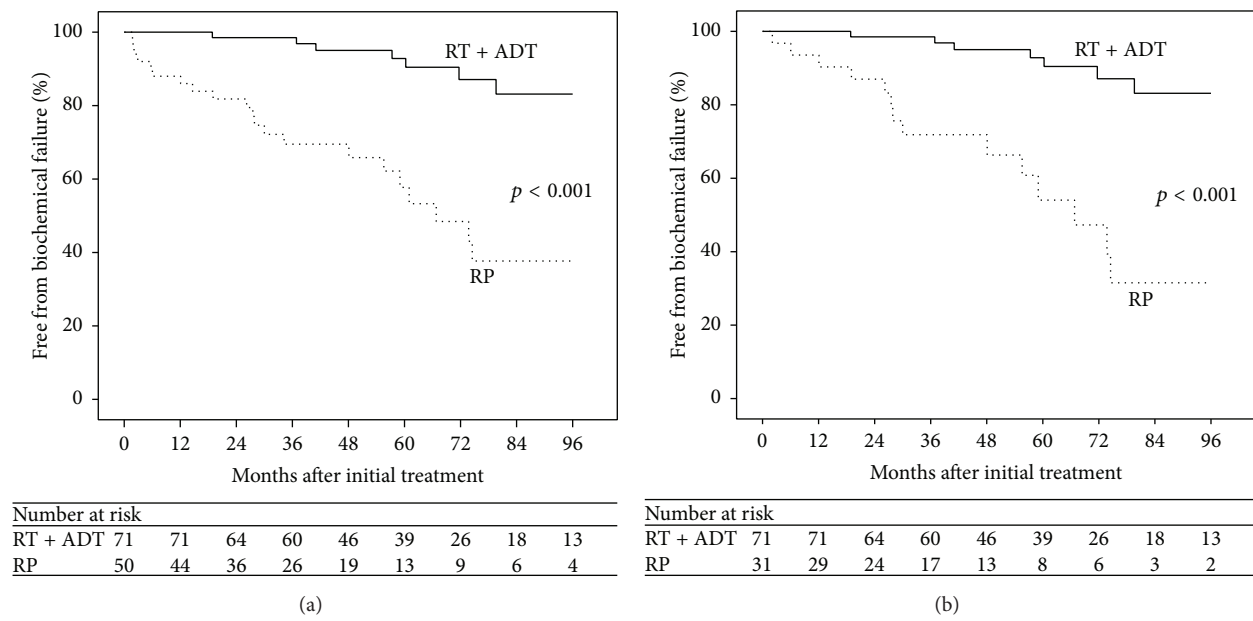 100
80
60
40
20
0
Free from biochemical failure (%)
RT + ADT
p < 0.001
RP
0 12 24 36 48 60 72 84 96
Months after initial treatment
Number at risk
RT + ADT 71 71 64 60 46 39 26 18 13
RP 50 44 36 26 19 13 9 6 4
(a)
100
80
60
40
20
0
Free from biochemical failure (%)
RT + ADT
p < 0.001
RP
0 12 24 36 48 60 72 84 96
Months after initial treatment
Number at risk
RT + ADT 71 71 64 60 46 39 26 18 13
RP 31 29 24 17 13 8 6 3 2
(b)